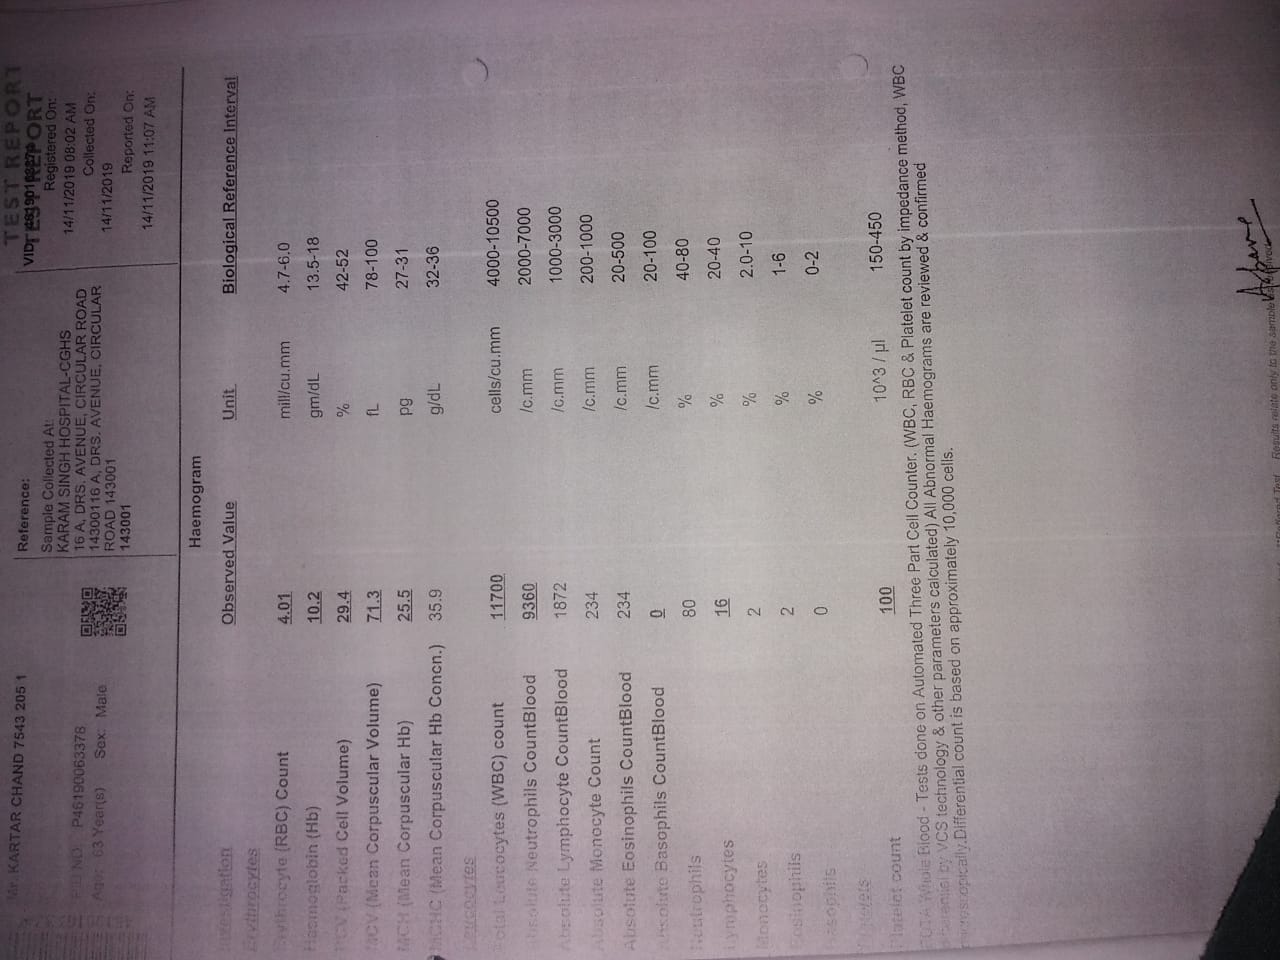 TEST REPORT
TEST REPORT
Mr. KARTAR CHAND 7543 205 1
PID NO: P46190063378
Age: 63 Year(s) Sex: Male
Reference:
Sample Collected At:
KARAM SINGH HOSPITAL-CGHS
16 A, DRS. AVENUE, CIRCULAR ROAD
14300116 A, DRS. AVENUE, CIRCULAR
ROAD 143001
143001
VID:
Registered On:
14/11/2019 08:02 AM
Collected On:
14/11/2019
Reported On:
14/11/2019 11:07 AM
Haemogram
Investigation Observed Value Unit Biological Reference Interval
Erythrocytes
Erythrocyte (RBC) Count 4.01 mill/cu.mm 4.7-6.0
Haemoglobin (Hb) 10.2 gm/dL 13.5-18
PCV (Packed Cell Volume) 29.4 % 42-52
MCV (Mean Corpuscular Volume) 71.3 fL 78-100
MCH (Mean Corpuscular Hb) 25.5 pg 27-31
MCHC (Mean Corpuscular Hb Concn.) 35.9 g/dL 32-36
Leucocytes
Total Leucocytes (WBC) count 11700 cells/cu.mm 4000-10500
Absolute Neutrophils CountBlood 9360 /c.mm 2000-7000
Absolute Lymphocyte CountBlood 1872 /c.mm 1000-3000
Absolute Monocyte Count 234 /c.mm 200-1000
Absolute Eosinophils CountBlood 234 /c.mm 20-500
Absolute Basophils CountBlood 0 /c.mm 20-100
Neutrophils 80 % 40-80
Lymphocytes 16 % 20-40
Monocytes 2 % 2.0-10
Eosinophils 2 % 1-6
Basophils 0 % 0-2
Platelets
Platelet count 100 10^3 / µl 150-450
EDTA Whole Blood - Tests done on Automated Three Part Cell Counter. (WBC, RBC & Platelet count by impedance method, WBC
differential by VCS technology & other parameters calculated) All Abnormal Haemograms are reviewed & confirmed
microscopically.Differential count is based on approximately 10,000 cells.
Results relate only to the sample